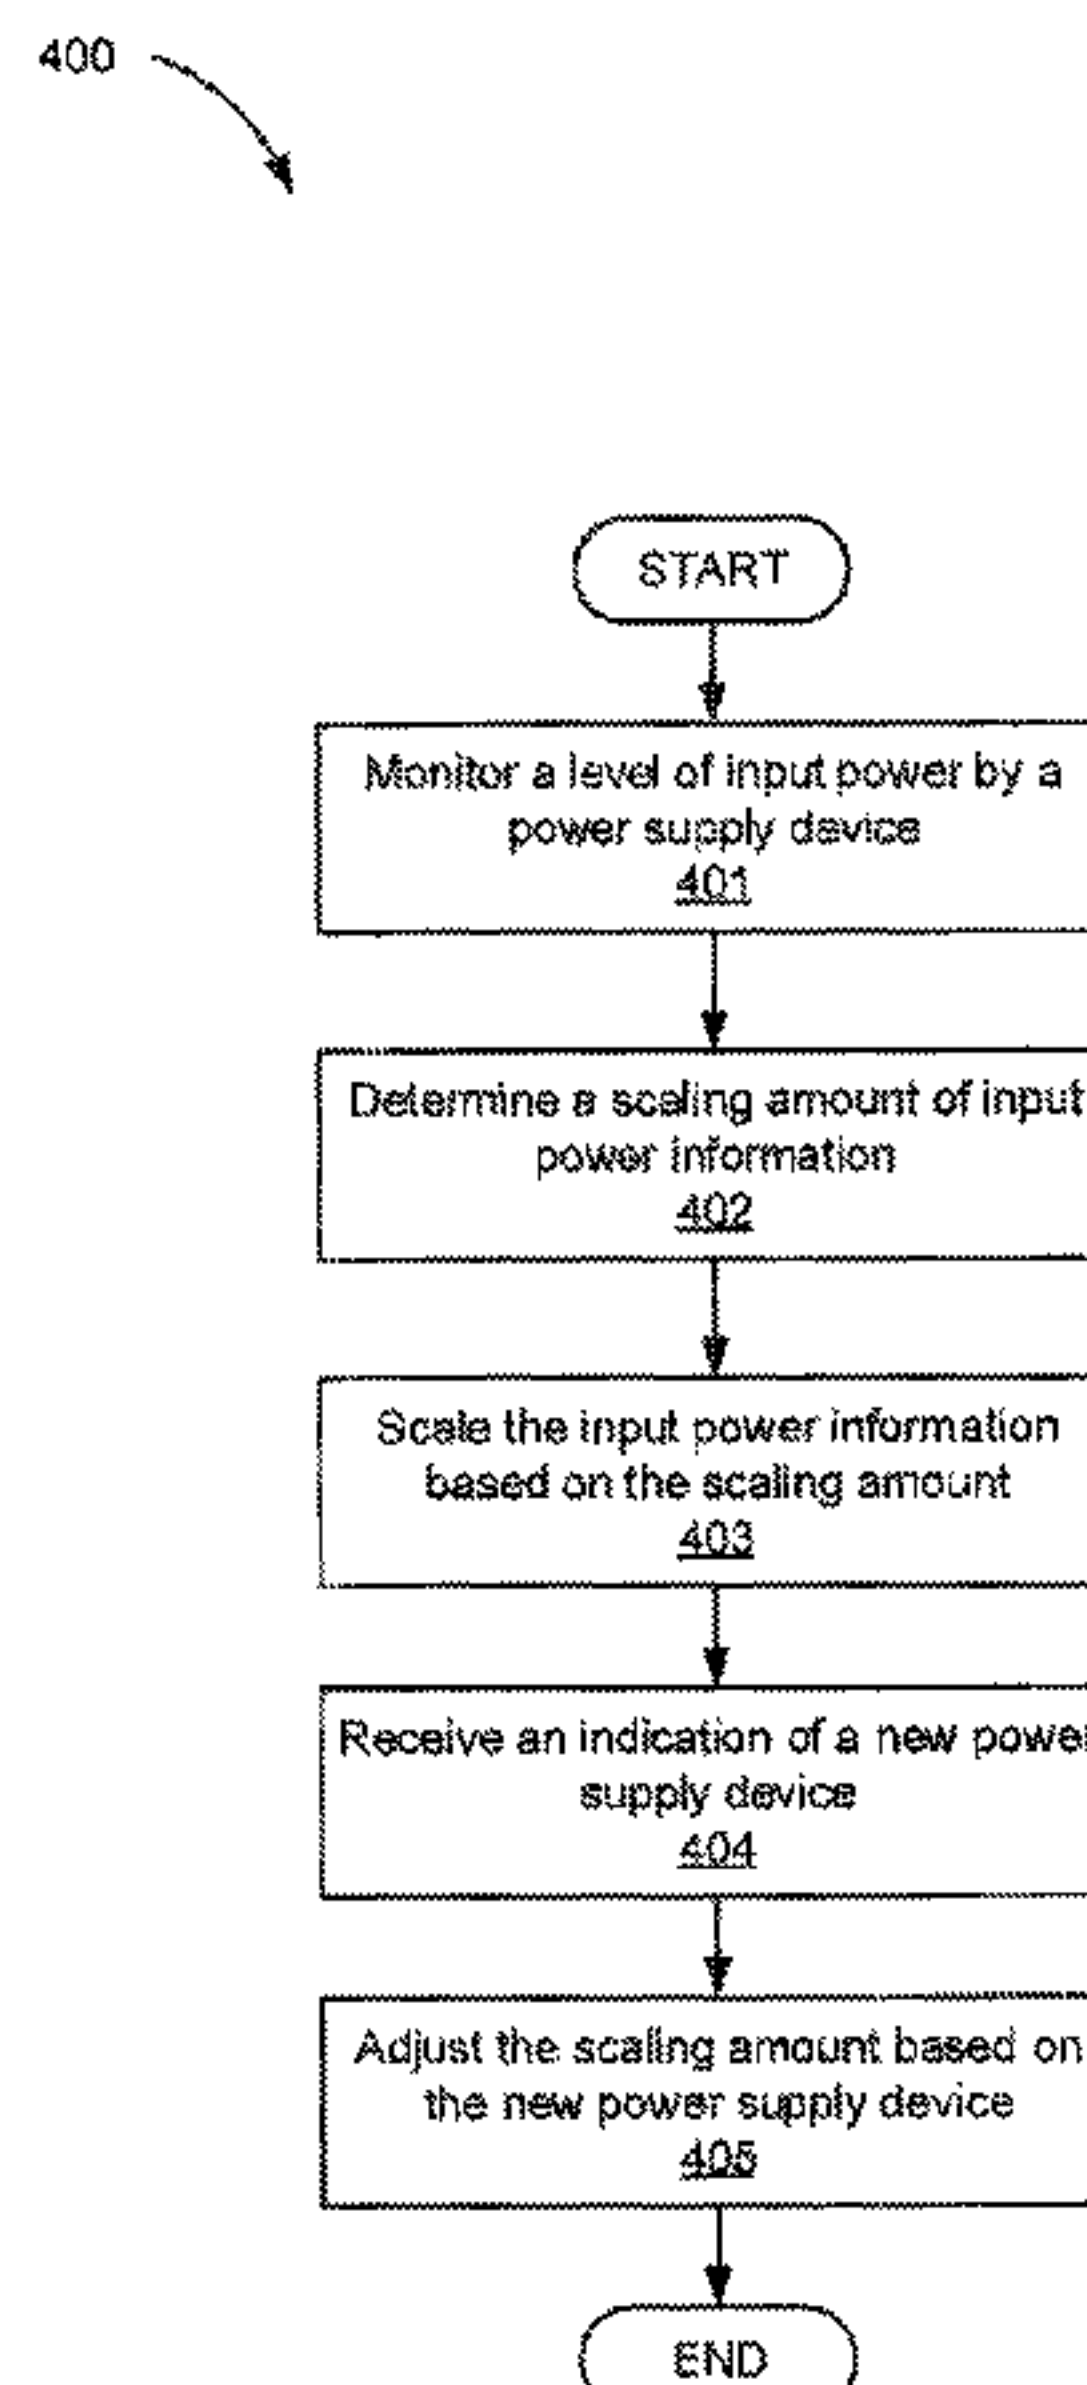 400
START
Monitor a level of input power by a
power supply device
401
Determine a scaling amount of input
power information
402
Scale the input power information
based on the scaling amount
403
Receive an indication of a new power
supply device
404
Adjust the scaling amount based on
the new power supply device
405
END